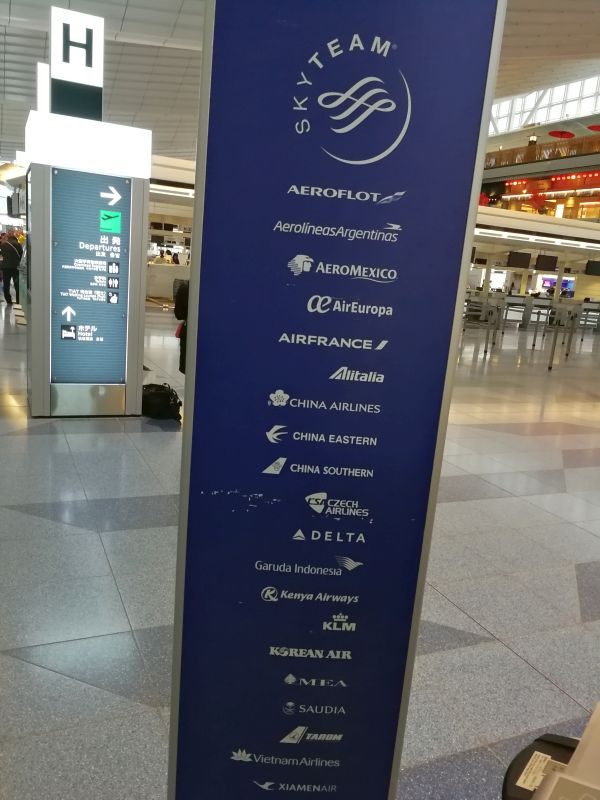 H
出発
Departures
ホテル
Hotel
SKYTEAM
AEROFLOT
AerolíneasArgentinas
AEROMEXICO
AirEuropa
AIRFRANCE
Alitalia
CHINA AIRLINES
CHINA EASTERN
CHINA SOUTHERN
CSA CZECH
AIRLINES
DELTA
Garuda Indonesia
Kenya Airways
KLM
KOREAN AIR
MEA
SAUDIA
TAROM
Vietnam Airlines
XIAMENAIR